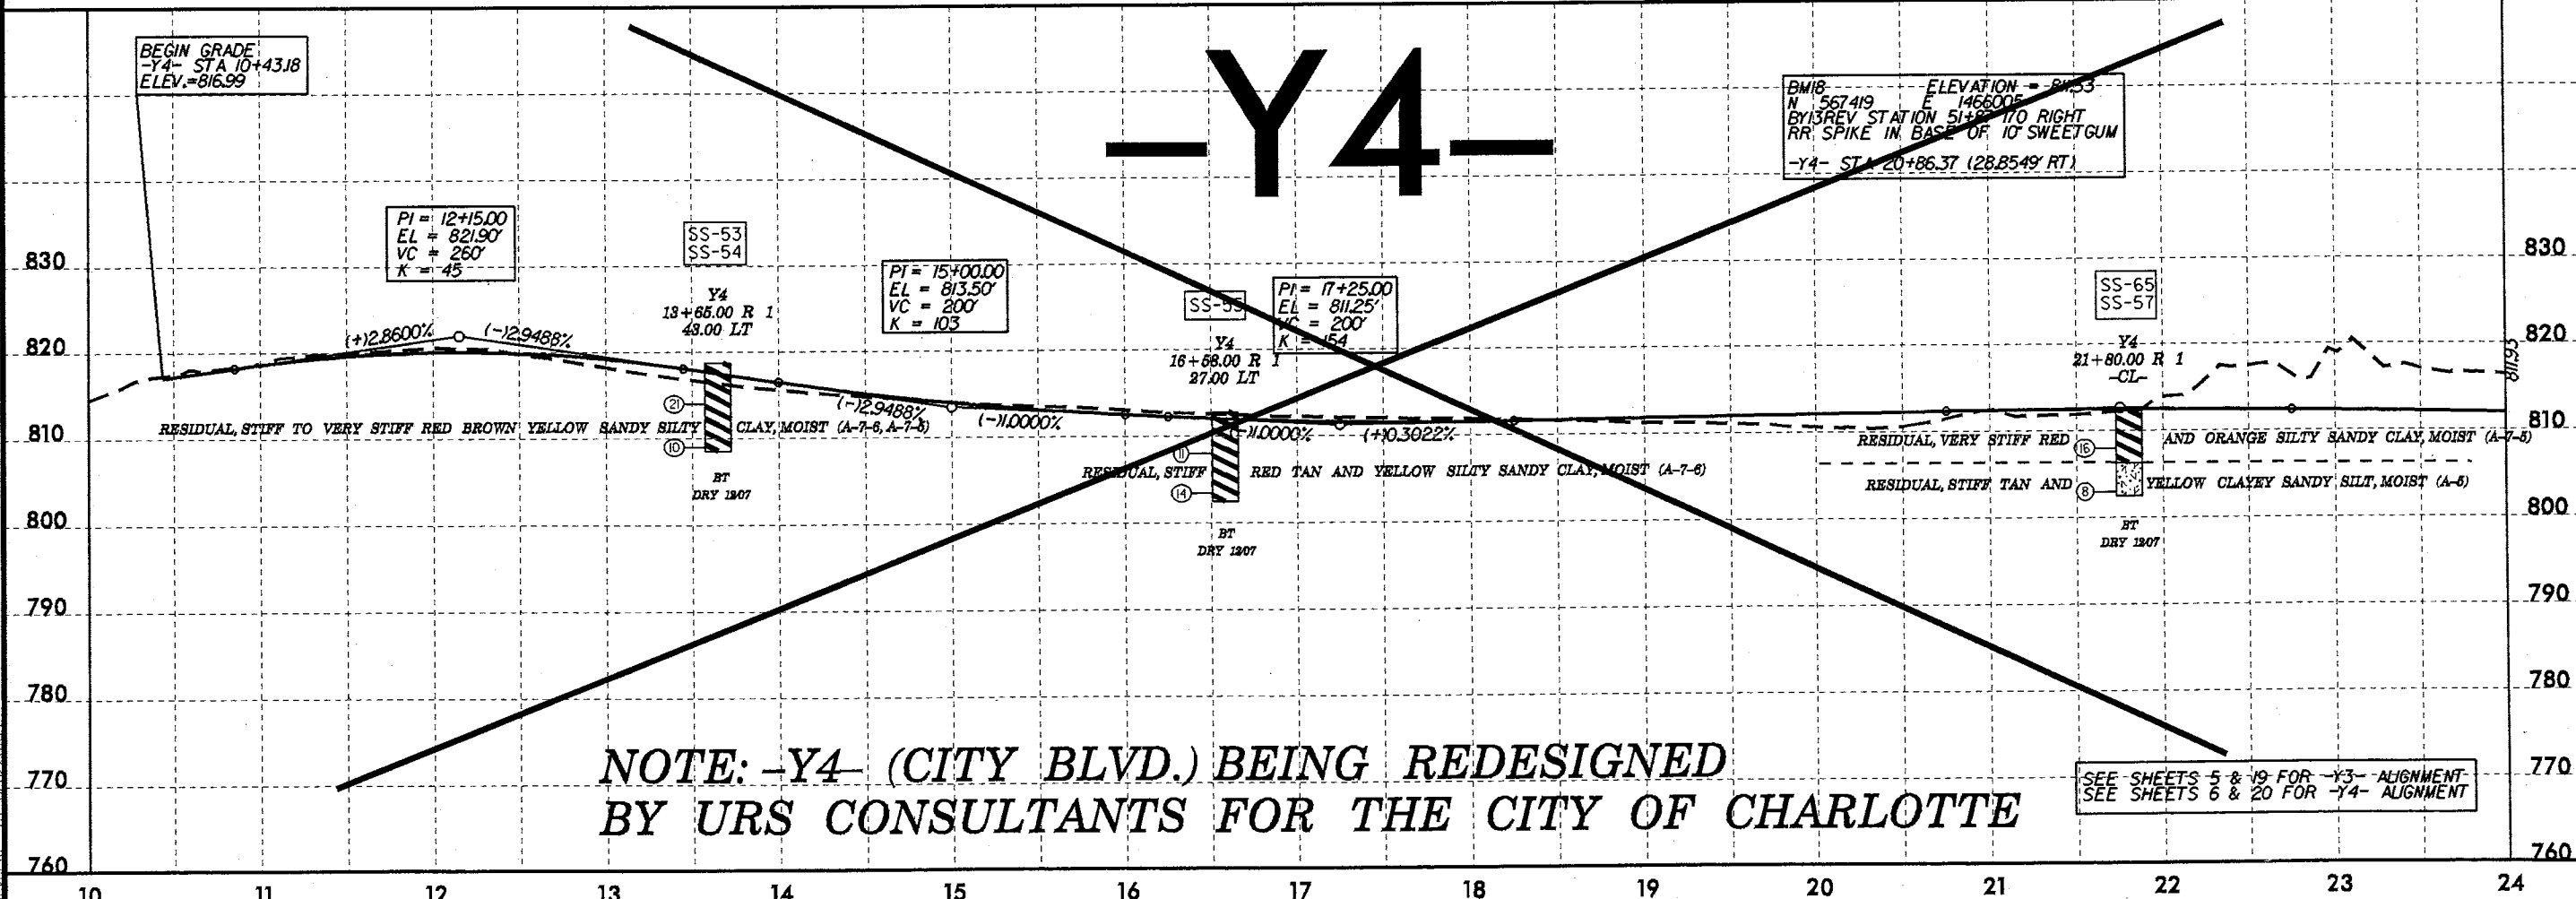 BEGIN GRADE
-Y4- STA 10+43.18
ELEV.=816.99
-Y4-
BM18 ELEVATION =
N 567419 E 1466005
BY13REV STATION 170 RIGHT
RR SPIKE IN BASE OF 10" SWEETGUM
-Y4- STA 20+86.37 (28.8549' RT)
PI = 12+15.00
EL = 821.90'
VC = 260'
K = 45
SS-53
SS-54
Y4
13+65.00 R 1
43.00 LT
PI = 15+00.00
EL = 813.50'
VC = 200'
K = 103
SS-55
Y4
16+58.00 R 1
27.00 LT
PI = 17+25.00
EL = 811.25'
VC = 200'
K = 154
SS-65
SS-57
Y4
21+80.00 R 1
-CL-
830 830
820 820
810 810
800 800
790 790
780 780
770 770
760 760
(+)2.8600% (-)2.9488%
(-)2.9488% (-)1.0000%
(-)1.0000% (+)0.3022%
811.93
RESIDUAL, STIFF TO VERY STIFF RED BROWN YELLOW SANDY SILTY CLAY, MOIST (A-7-6, A-7-5)
21
10
BT
DRY 12/07
RESIDUAL, STIFF RED TAN AND YELLOW SILTY SANDY CLAY, MOIST (A-7-6)
11
14
BT
DRY 12/07
RESIDUAL, VERY STIFF RED AND ORANGE SILTY SANDY CLAY, MOIST (A-7-5)
16
RESIDUAL, STIFF TAN AND YELLOW CLAYEY SANDY SILT, MOIST (A-5)
8
BT
DRY 12/07
NOTE: -Y4- (CITY BLVD.) BEING REDESIGNED
BY URS CONSULTANTS FOR THE CITY OF CHARLOTTE
SEE SHEETS 5 & 19 FOR -Y3- ALIGNMENT
SEE SHEETS 6 & 20 FOR -Y4- ALIGNMENT
10 11 12 13 14 15 16 17 18 19 20 21 22 23 24